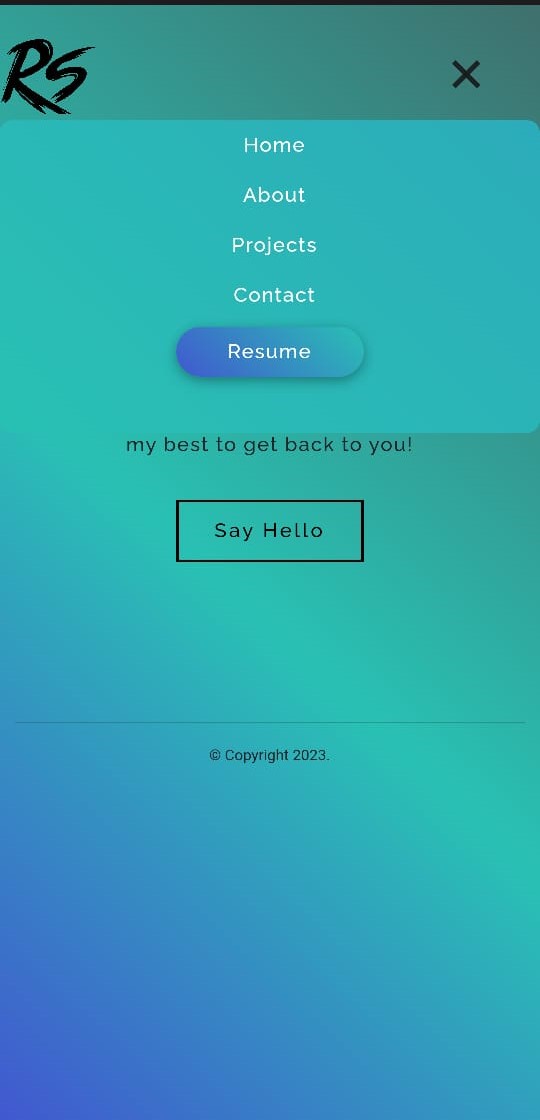 RS
Home
About
Projects
Contact
Resume
my best to get back to you!
Say Hello
© Copyright 2023.